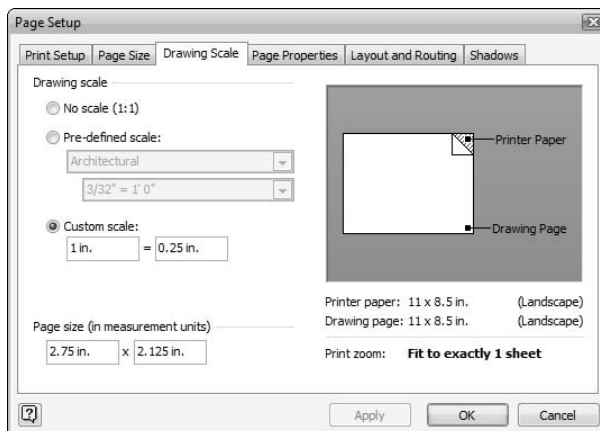 Page Setup
Print Setup
Page Size
Drawing Scale
Page Properties
Layout and Routing
Shadows
Drawing scale
No scale (1:1)
Pre-defined scale:
Architectural
3/32" = 1' 0"
Custom scale:
1 in. = 0.25 in.
Page size (in measurement units)
2.75 in. x 2.125 in.
Printer Paper
Drawing Page
Printer paper: 11 x 8.5 in. (Landscape)
Drawing page: 11 x 8.5 in. (Landscape)
Print zoom: Fit to exactly 1 sheet
?
Apply
OK
Cancel